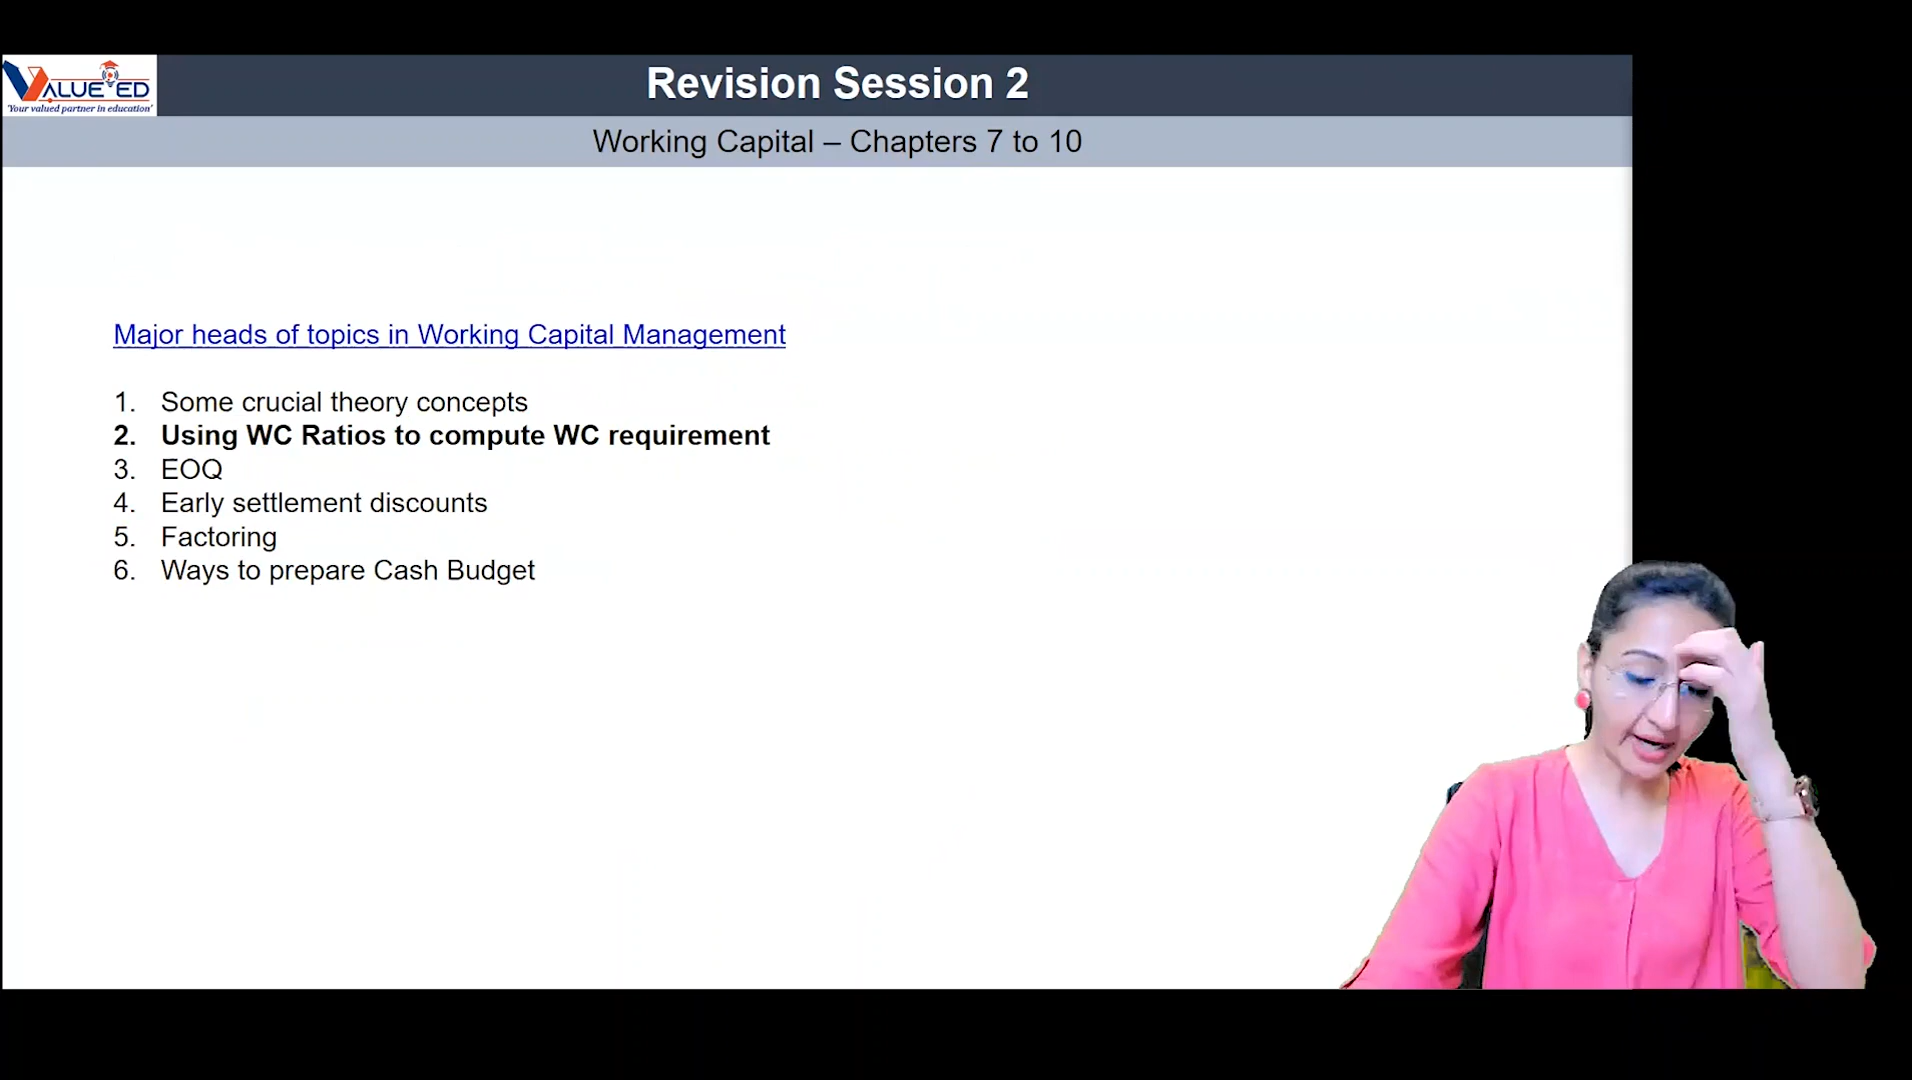 VALUE ED
'Your valued partner in education'
Revision Session 2
Working Capital – Chapters 7 to 10
Major heads of topics in Working Capital Management
1. Some crucial theory concepts
2. Using WC Ratios to compute WC requirement
3. EOQ
4. Early settlement discounts
5. Factoring
6. Ways to prepare Cash Budget